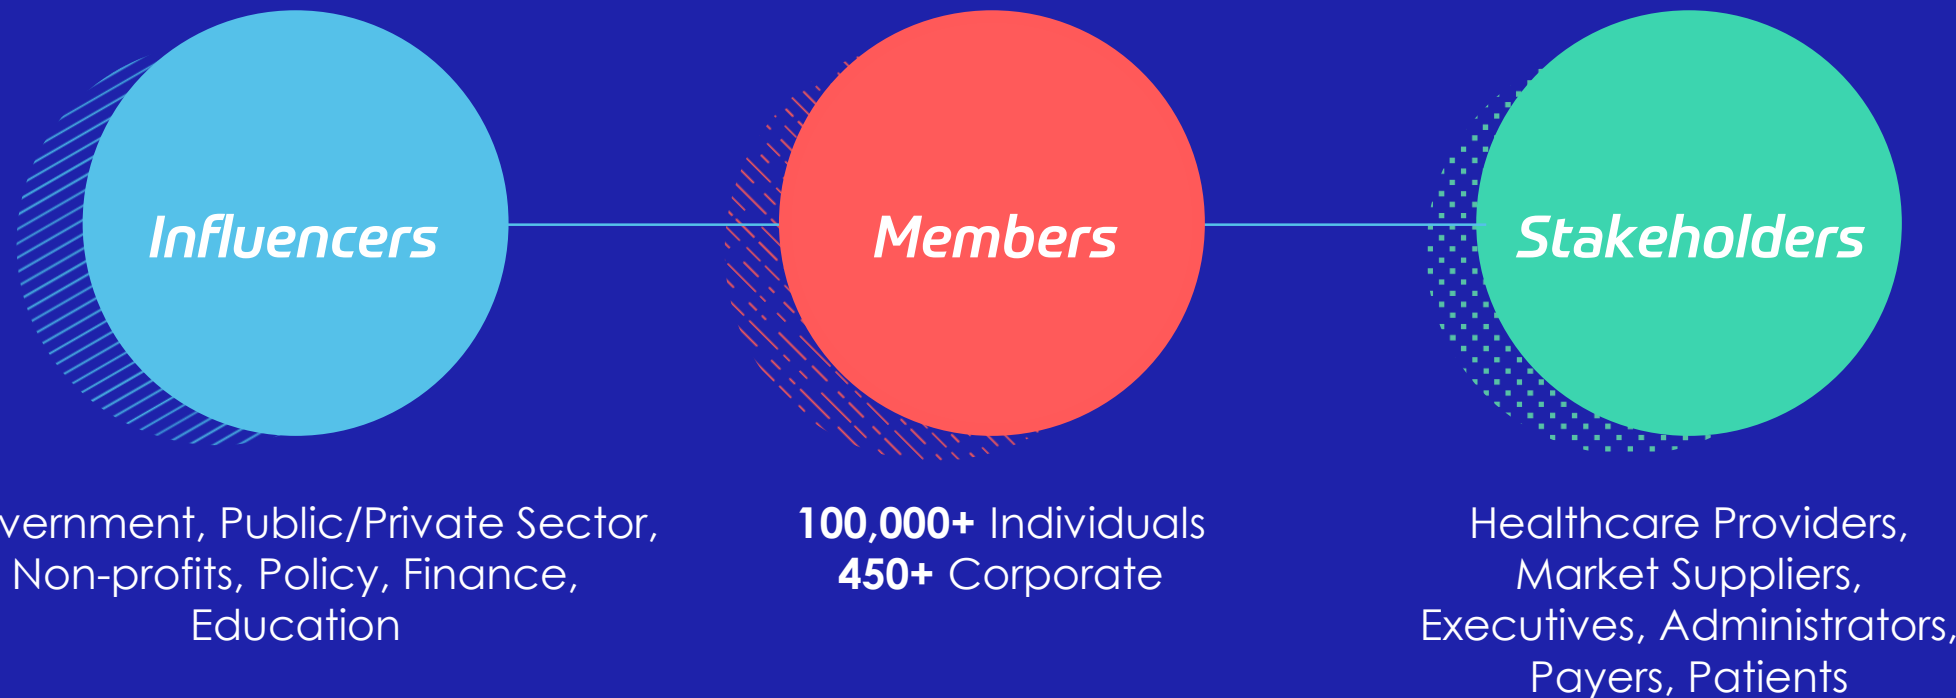 Influencers
Members
Stakeholders
vernment, Public/Private Sector,
Non-profits, Policy, Finance,
Education
100,000+ Individuals
450+ Corporate
Healthcare Providers,
Market Suppliers,
Executives, Administrators,
Payers, Patients